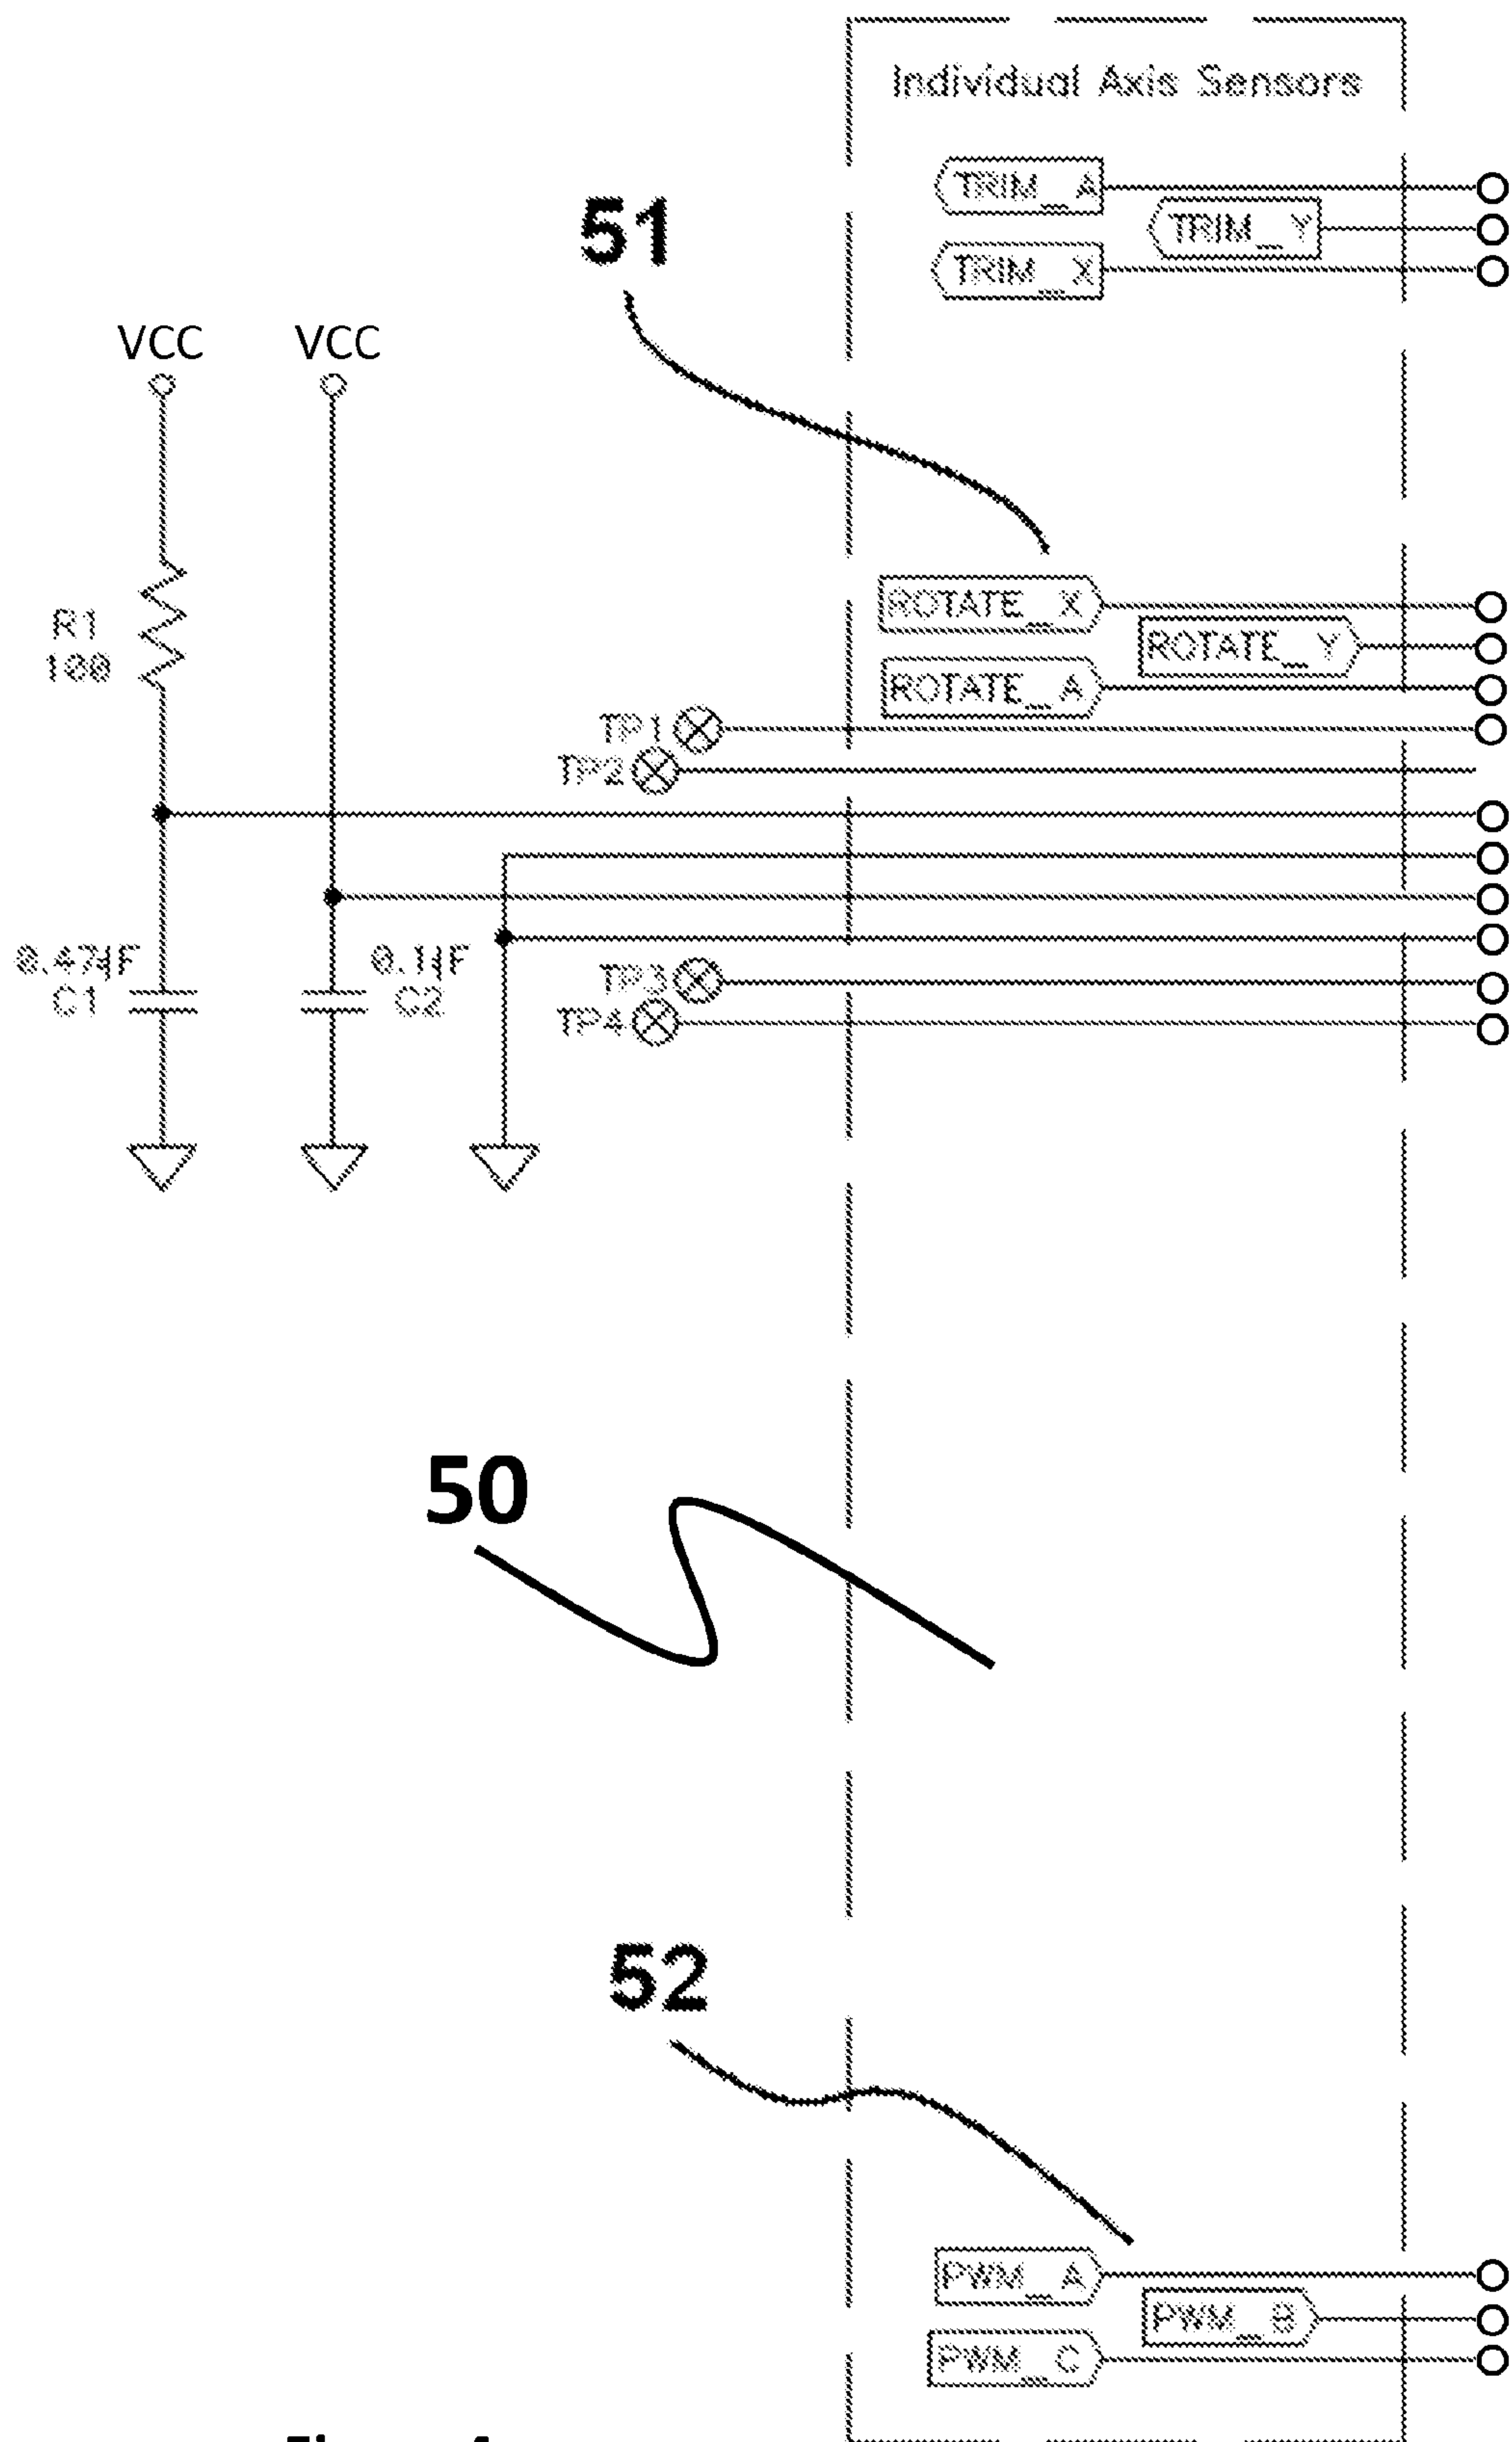 Individual Axis Sensors
TRIM_A
TRIM_Y
TRIM_X
51
VCC
VCC
R1
100
ROTATE_X
ROTATE_Y
ROTATE_A
TP1
TP2
0.47µF
C1
0.1µF
C2
TP3
TP4
50
52
PWM_A
PWM_B
PWM_C